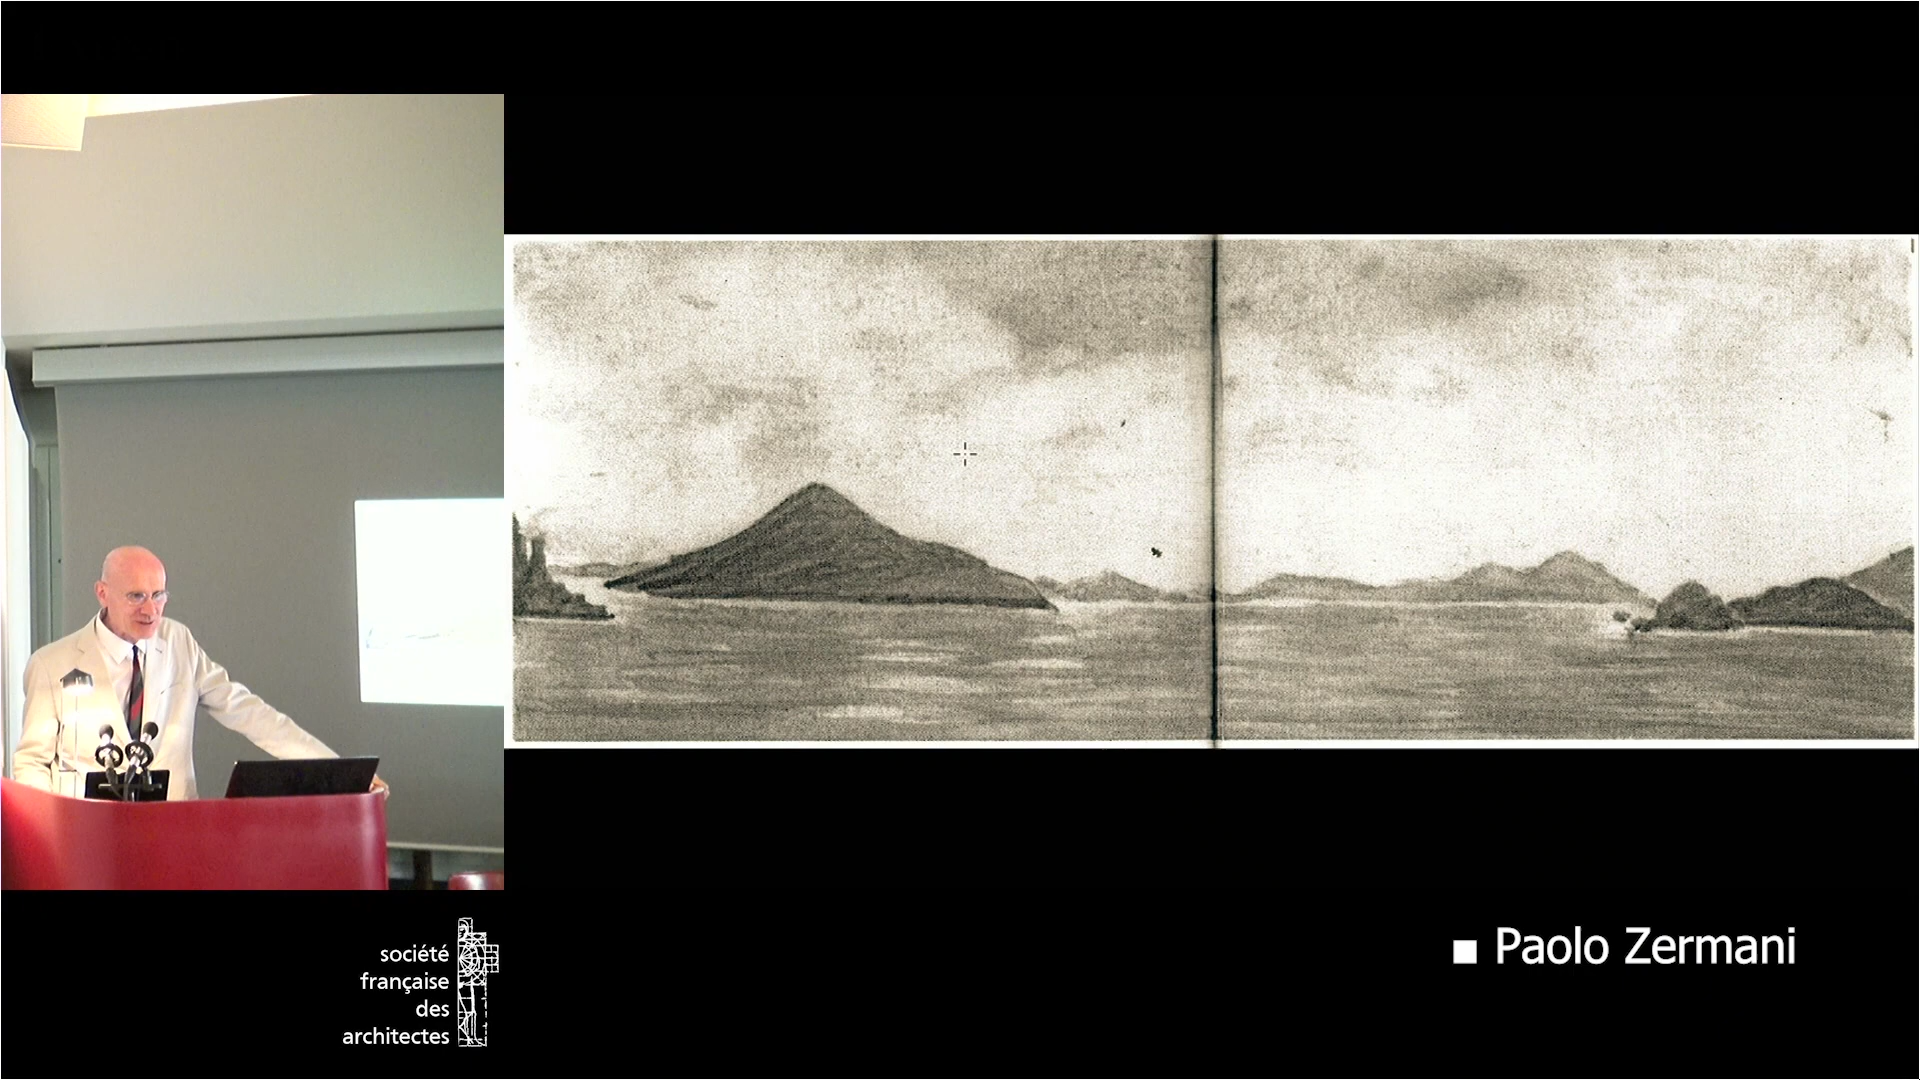 société
française
des
architectes
Paolo Zermani